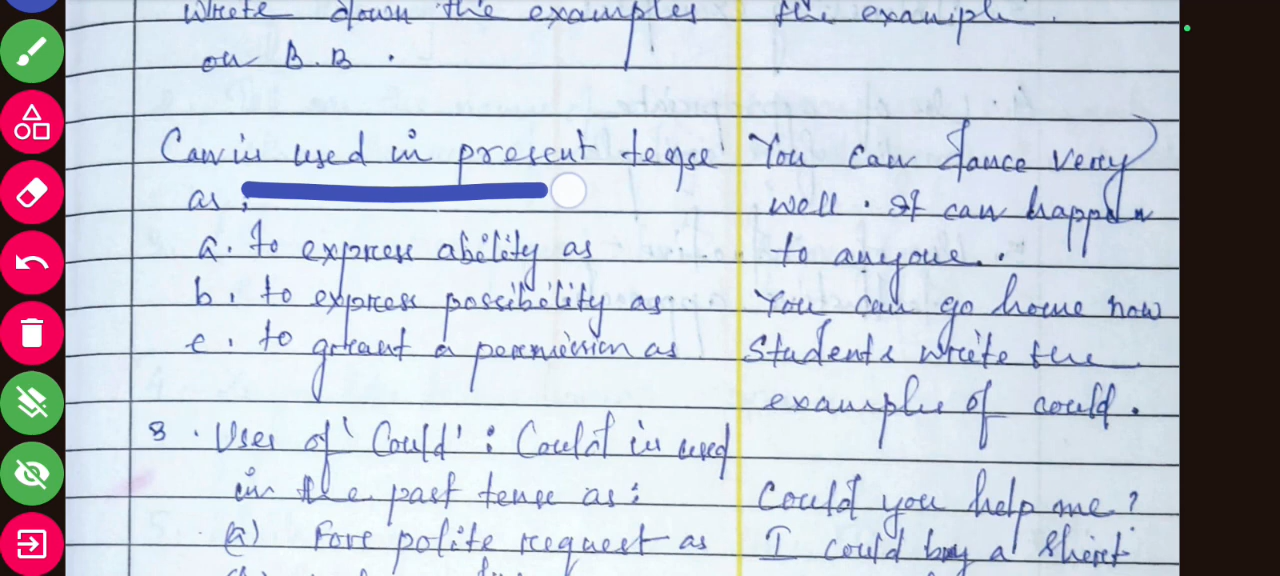 Write down the examples
on B.B.
Can is used in present tense
as:
a. to express ability as
b. to express possibility as
c. to grant a permission as
8. Uses of 'Could' : Could is used
in the past tense as:
(a) For polite request as
the example.
You can dance very
well. It can happen
to anyone..
You can go home now
Students write the
examples of could.
Could you help me?
I could buy a shirt